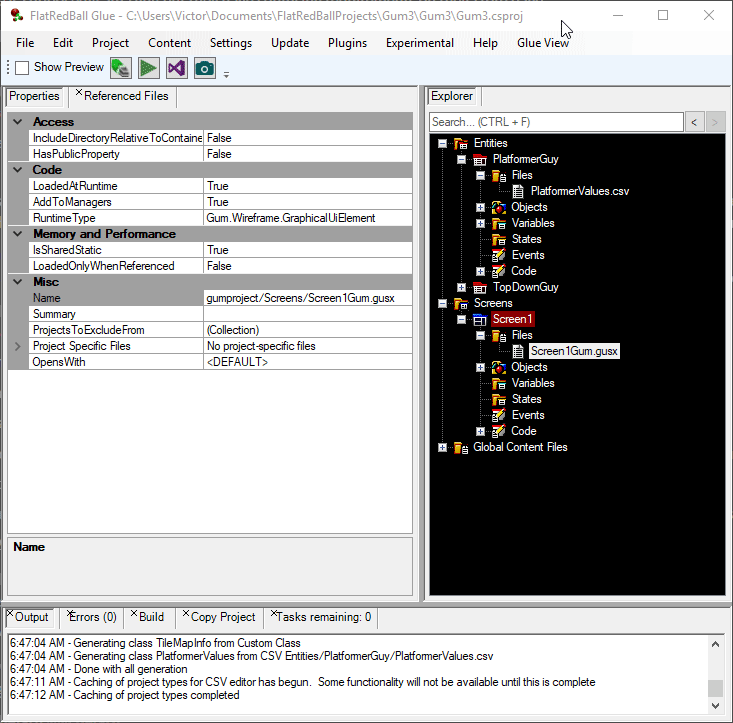 FlatRedBall Glue - C:\Users\Victor\Documents\FlatRedBallProjects\Gum3\Gum3\Gum3.csproj
File Edit Project Content Settings Update Plugins Experimental Help Glue View
Show Preview
Properties Referenced Files
Access
IncludeDirectoryRelativeToContaine False
HasPublicProperty False
Code
LoadedAtRuntime True
AddToManagers True
RuntimeType Gum.Wireframe.GraphicalUiElement
Memory and Performance
IsSharedStatic True
LoadedOnlyWhenReferenced False
Misc
Name gumproject/Screens/Screen1Gum.gusx
Summary
ProjectsToExcludeFrom (Collection)
Project Specific Files No project-specific files
OpensWith <DEFAULT>
Name
Explorer
Search... (CTRL + F) < >
Entities
PlatformerGuy
Files
PlatformerValues.csv
Objects
Variables
States
Events
Code
TopDownGuy
Screens
Screen1
Files
Screen1Gum.gusx
Objects
Variables
States
Events
Code
Global Content Files
Output Errors (0) Build Copy Project Tasks remaining: 0
6:47:04 AM - Generating class TileMapInfo from Custom Class
6:47:04 AM - Generating class PlatformerValues from CSV Entities/PlatformerGuy/PlatformerValues.csv
6:47:04 AM - Done with all generation
6:47:11 AM - Caching of project types for CSV editor has begun.  Some functionality will not be available until this is complete
6:47:12 AM - Caching of project types completed